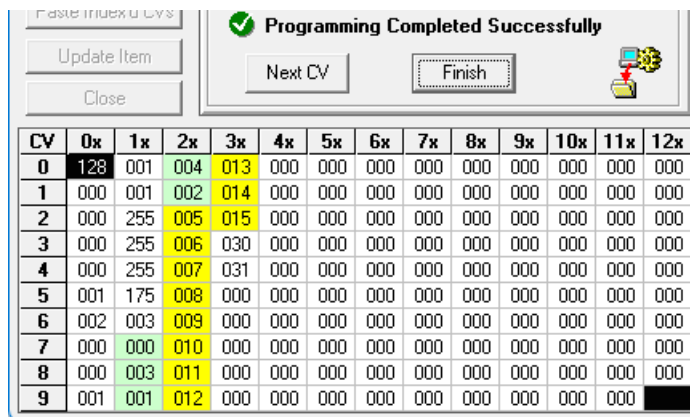 Paste Index'd CVs
Programming Completed Successfully
Update Item
Next CV Finish
Close
CV 0x 1x 2x 3x 4x 5x 6x 7x 8x 9x 10x 11x 12x
0 128 001 004 013 000 000 000 000 000 000 000 000 000
1 000 001 002 014 000 000 000 000 000 000 000 000 000
2 000 255 005 015 000 000 000 000 000 000 000 000 000
3 000 255 006 030 000 000 000 000 000 000 000 000 000
4 000 255 007 031 000 000 000 000 000 000 000 000 000
5 001 175 008 000 000 000 000 000 000 000 000 000 000
6 002 003 009 000 000 000 000 000 000 000 000 000 000
7 000 000 010 000 000 000 000 000 000 000 000 000 000
8 000 003 011 000 000 000 000 000 000 000 000 000 000
9 001 001 012 000 000 000 000 000 000 000 000 000